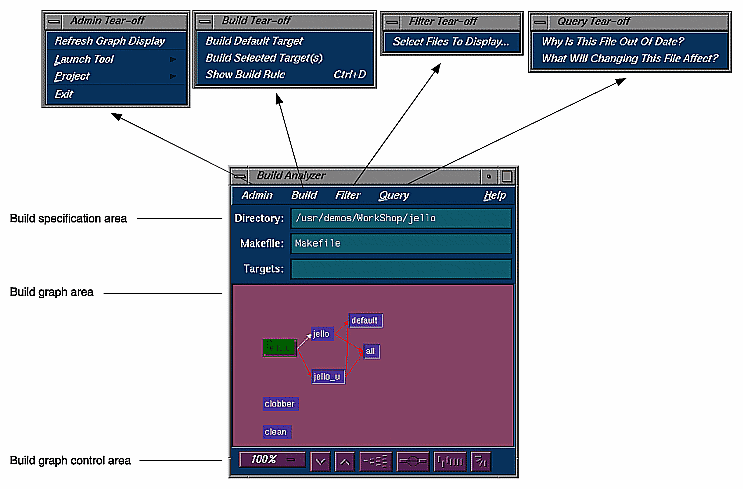 Admin Tear-off
Refresh Graph Display
Launch Tool
Project
Exit
Build Tear-off
Build Default Target
Build Selected Target(s)
Show Build Rule Ctrl+D
Filter Tear-off
Select Files To Display...
Query Tear-off
Why Is This File Out Of Date?
What Will Changing This File Affect?
Build Analyzer
Admin Build Filter Query Help
Build specification area
Directory: /usr/demos/WorkShop/jello
Makefile: Makefile
Targets:
Build graph area
default
jello
all
jello_u
clobber
clean
Build graph control area
100%